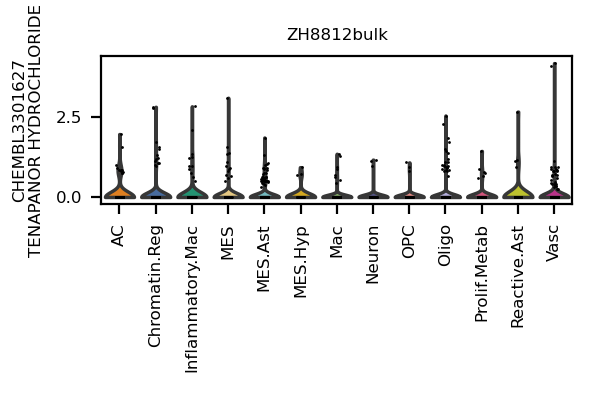 ZH8812bulk
CHEMBL3301627
TENAPANOR HYDROCHLORIDE
2.5
0.0
AC
Chromatin.Reg
Inflammatory.Mac
MES
MES.Ast
MES.Hyp
Mac
Neuron
OPC
Oligo
Prolif.Metab
Reactive.Ast
Vasc